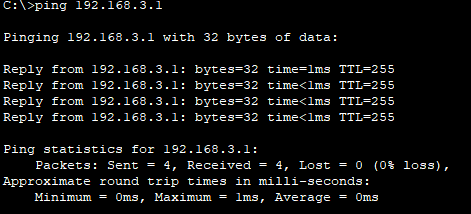 C:\>ping 192.168.3.1
Pinging 192.168.3.1 with 32 bytes of data:
Reply from 192.168.3.1: bytes=32 time=1ms TTL=255
Reply from 192.168.3.1: bytes=32 time<1ms TTL=255
Reply from 192.168.3.1: bytes=32 time<1ms TTL=255
Reply from 192.168.3.1: bytes=32 time<1ms TTL=255
Ping statistics for 192.168.3.1:
    Packets: Sent = 4, Received = 4, Lost = 0 (0% loss),
Approximate round trip times in milli-seconds:
    Minimum = 0ms, Maximum = 1ms, Average = 0ms